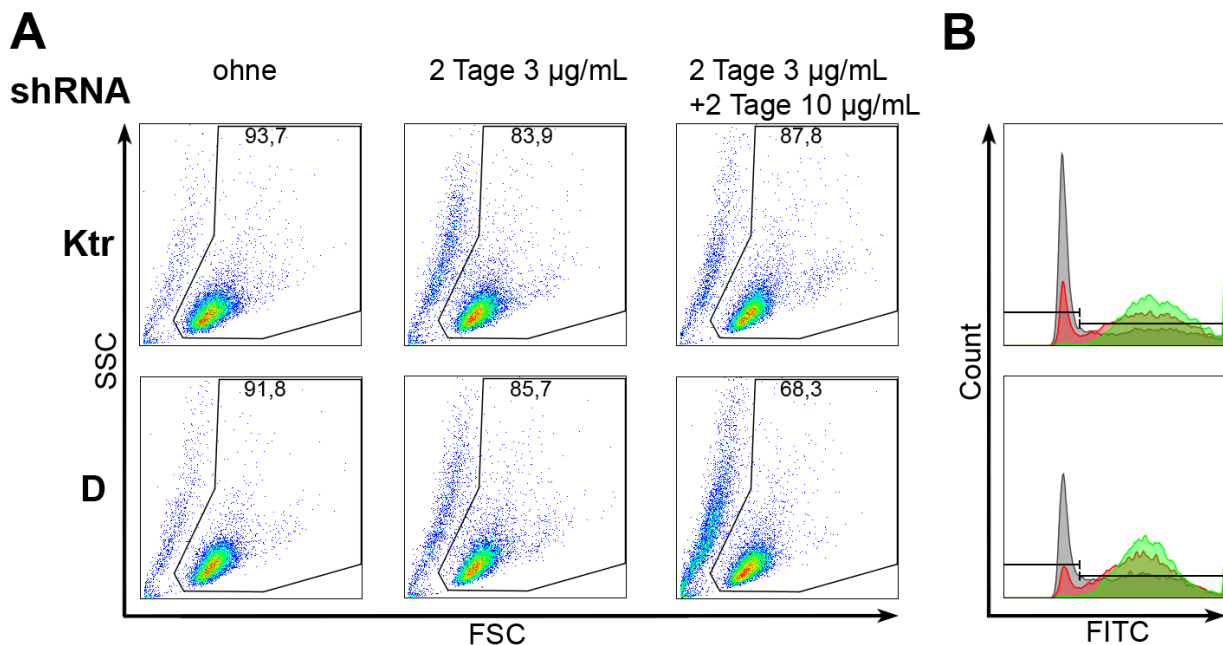 A
B
shRNA
ohne
2 Tage 3 µg/mL
2 Tage 3 µg/mL
+2 Tage 10 µg/mL
Ktr
93,7
83,9
87,8
D
91,8
85,7
68,3
SSC
FSC
Count
FITC